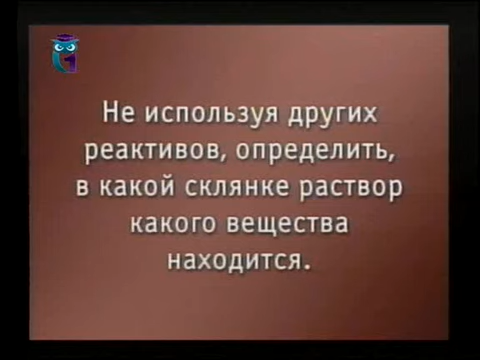 Не используя других
реактивов, определить,
в какой склянке раствор
какого вещества
находится.